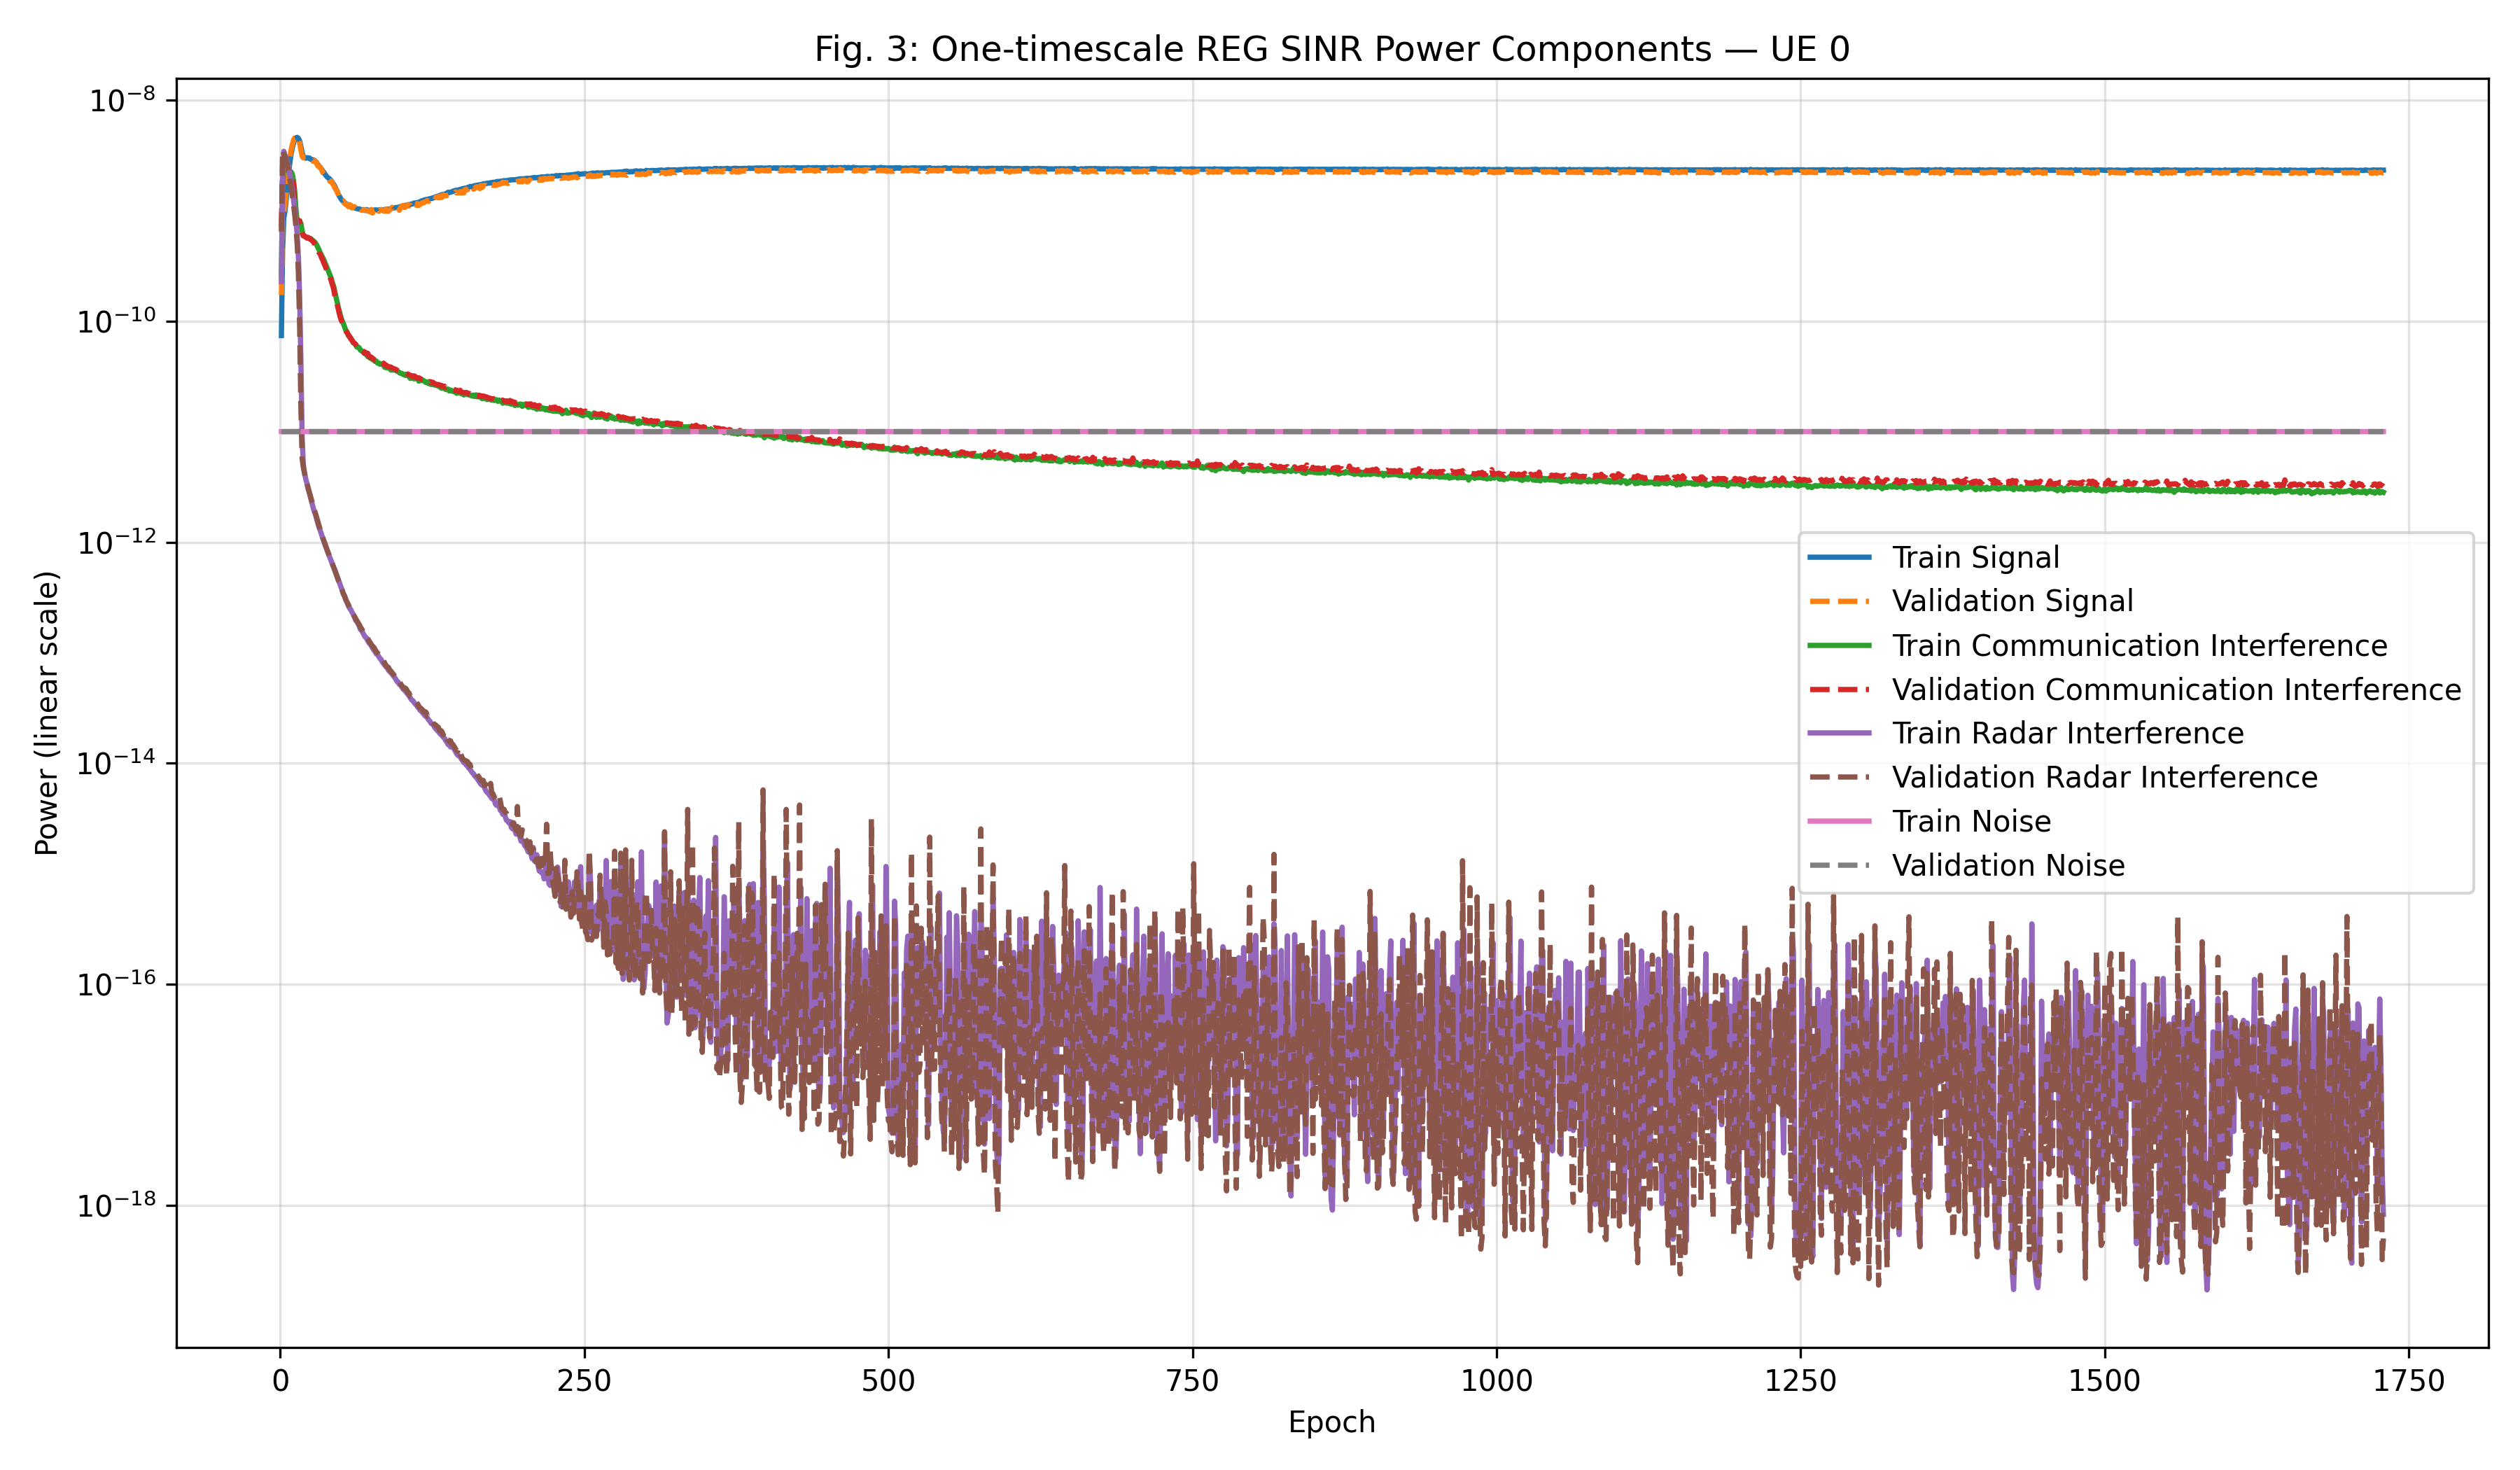 Fig. 3: One-timescale REG SINR Power Components — UE 0
Power (linear scale)
10⁻⁸
10⁻¹⁰
10⁻¹²
10⁻¹⁴
10⁻¹⁶
10⁻¹⁸
Train Signal
Validation Signal
Train Communication Interference
Validation Communication Interference
Train Radar Interference
Validation Radar Interference
Train Noise
Validation Noise
0 250 500 750 1000 1250 1500 1750
Epoch